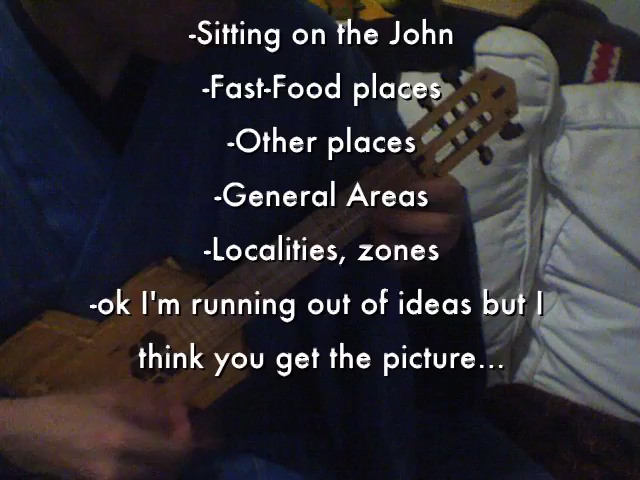 -Sitting on the John
-Fast-Food places
-Other places
-General Areas
-Localities, zones
-ok I'm running out of ideas but I
think you get the picture...